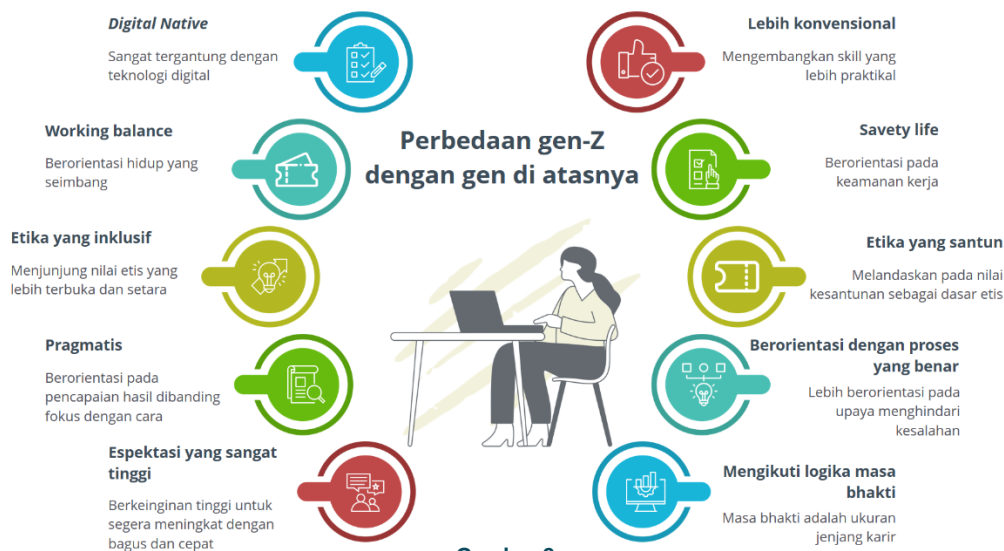 Digital Native
Sangat tergantung dengan
teknologi digital
Working balance
Berorientasi hidup yang
seimbang
Etika yang inklusif
Menjunjung nilai etis yang
lebih terbuka dan setara
Pragmatis
Berorientasi pada
pencapaian hasil dibanding
fokus dengan cara
Espektasi yang sangat
tinggi
Berkeinginan tinggi untuk
segera meningkat dengan
bagus dan cepat
Perbedaan gen-Z
dengan gen di atasnya
Lebih konvensional
Mengembangkan skill yang
lebih praktikal
Savety life
Berorientasi pada
keamanan kerja
Etika yang santun
Melandaskan pada nilai
kesantunan sebagai dasar etis
Berorientasi dengan proses
yang benar
Lebih berorientasi pada
upaya menghindari
kesalahan
Mengikuti logika masa
bhakti
Masa bhakti adalah ukuran
jenjang karir